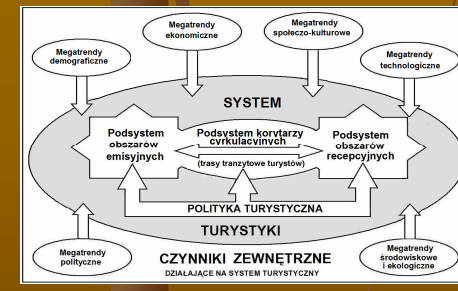 Megatrendy
ekonomiczne
Megatrendy
społeczo-kulturowe
Megatrendy
demograficzne
Megatrendy
technologiczne
SYSTEM
Podsystem
obszarów
emisyjnych
Podsystem korytarzy
cyrkulacyjnych
(trasy tranzytowe turystów)
Podsystem
obszarów
recepcyjnych
POLITYKA TURYSTYCZNA
TURYSTYKI
Megatrendy
polityczne
CZYNNIKI ZEWNĘTRZNE
DZIAŁAJĄCE NA SYSTEM TURYSTYCZNY
Megatrendy
środowiskowe
i ekologiczne